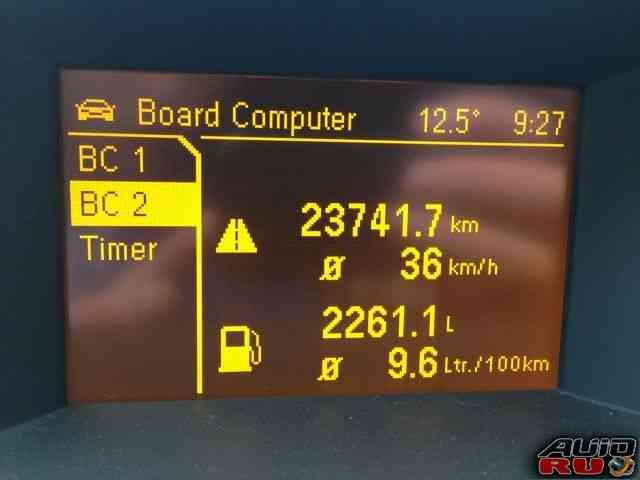 Board Computer 12.5° 9:27
BC 1
BC 2
Timer
23741.7 km
Ø 36 km/h
2261.1 L
Ø 9.6 Ltr./100km
AUTO
RU